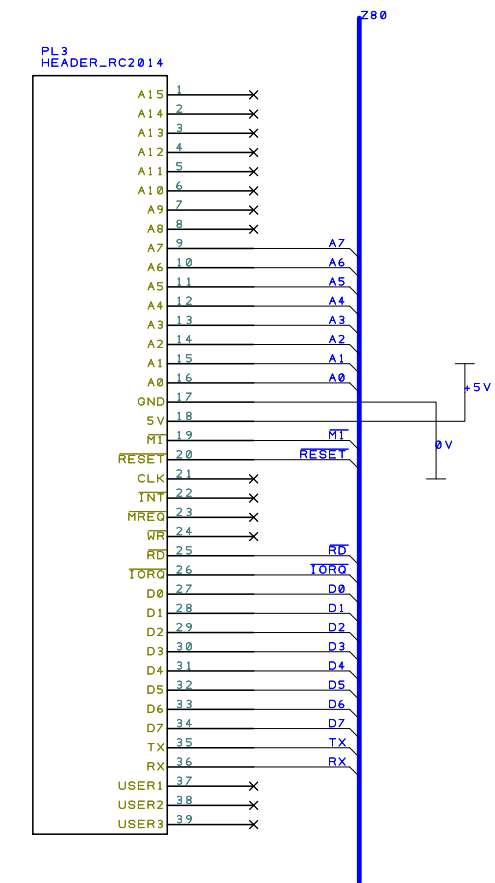 Z80
PL3
HEADER_RC2014
A15 1
A14 2
A13 3
A12 4
A11 5
A10 6
A9 7
A8 8
A7 9 A7
A6 10 A6
A5 11 A5
A4 12 A4
A3 13 A3
A2 14 A2
A1 15 A1
A0 16 A0
+5V
GND 17
5V 18
M1 19 M1
0V
RESET 20 RESET
CLK 21
INT 22
MREQ 23
WR 24
RD 25 RD
IORQ 26 IORQ
D0 27 D0
D1 28 D1
D2 29 D2
D3 30 D3
D4 31 D4
D5 32 D5
D6 33 D6
D7 34 D7
TX 35 TX
RX 36 RX
USER1 37
USER2 38
USER3 39